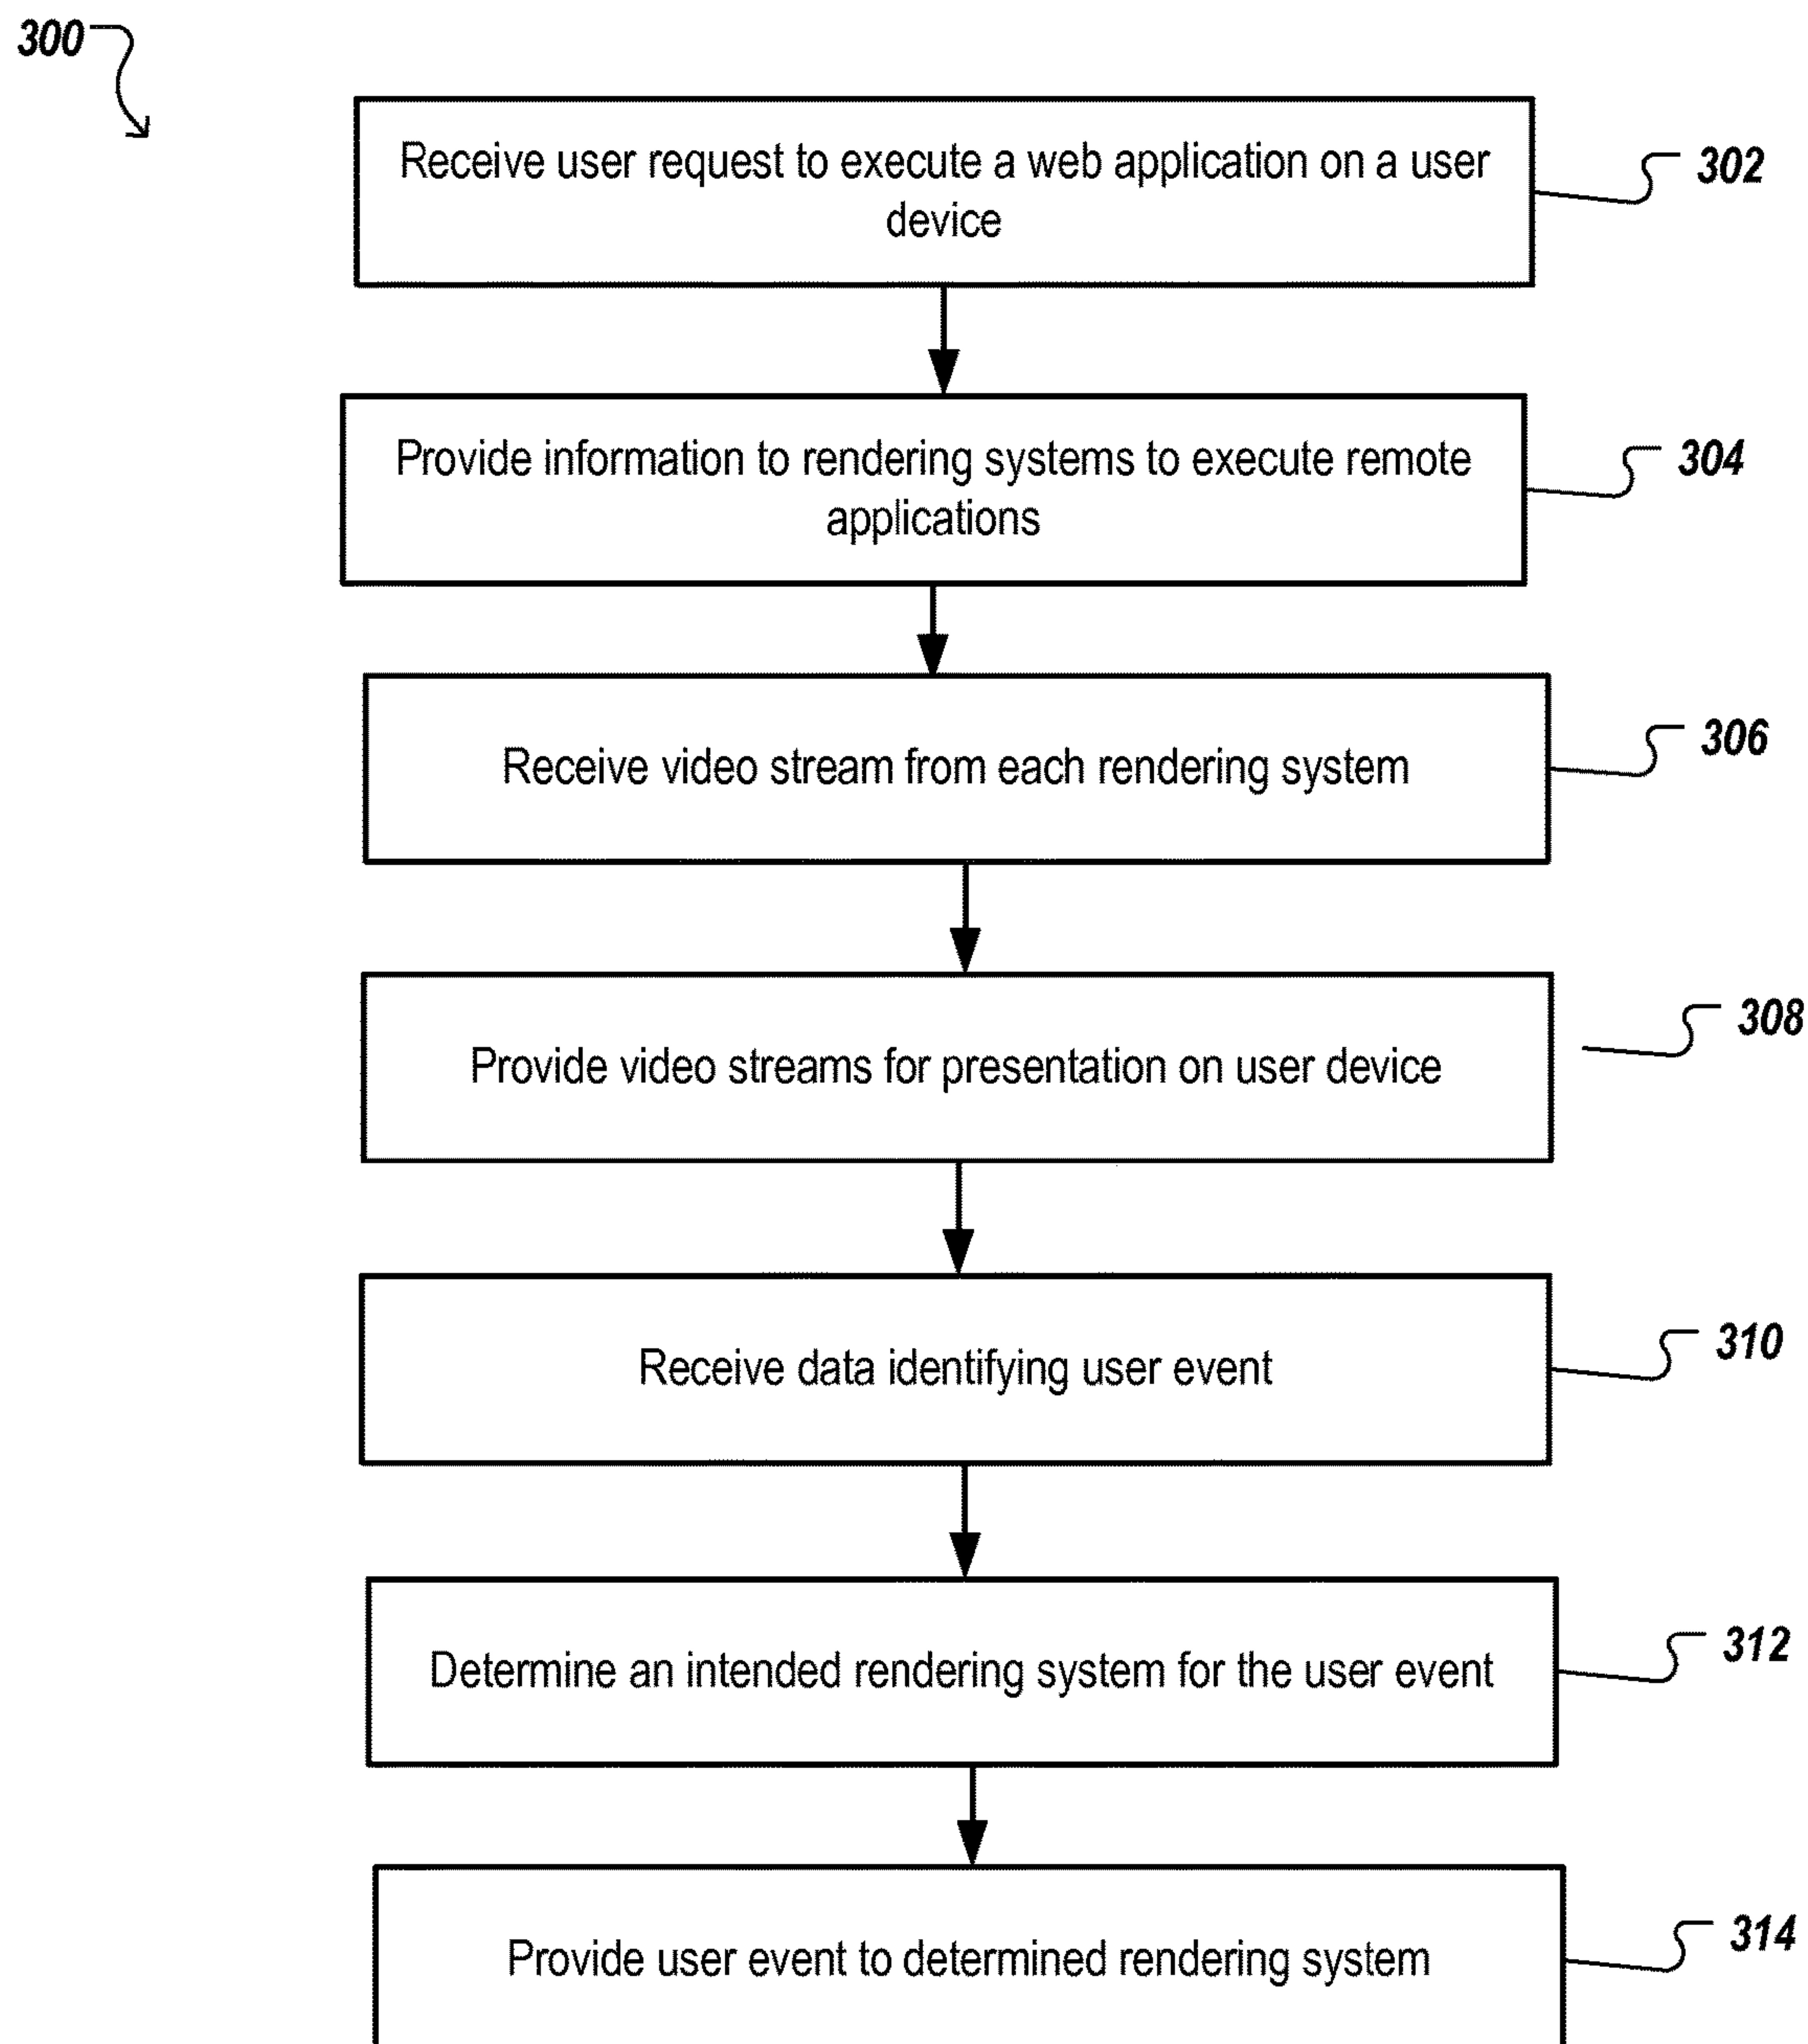 300
Receive user request to execute a web application on a user
device
302
Provide information to rendering systems to execute remote
applications
304
Receive video stream from each rendering system
306
Provide video streams for presentation on user device
308
Receive data identifying user event
310
Determine an intended rendering system for the user event
312
Provide user event to determined rendering system
314